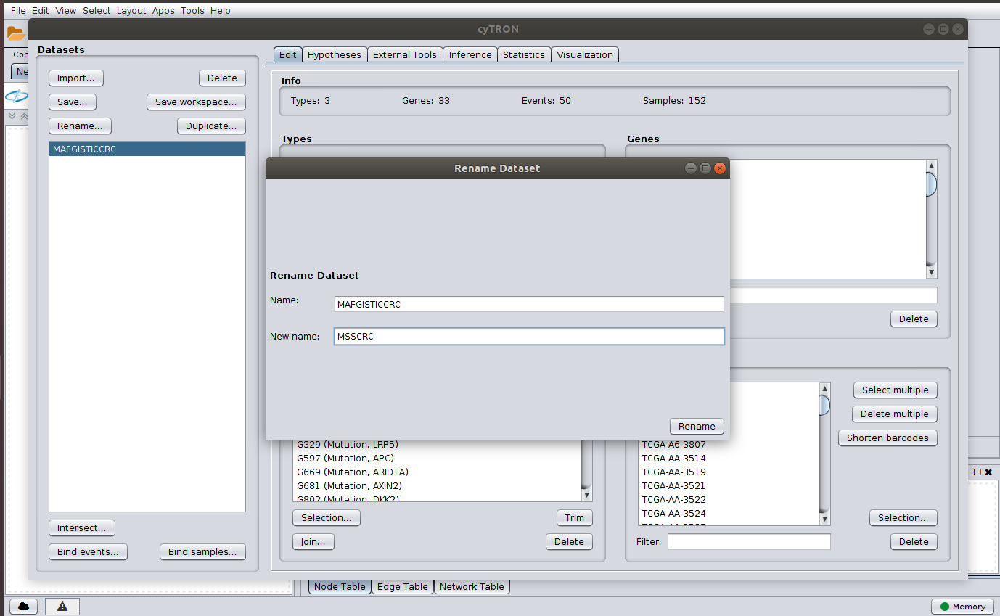 File Edit View Select Layout Apps Tools Help
cyTRON
Con
Ne
Datasets
Import...
Delete
Save...
Save workspace...
Rename...
Duplicate...
MAFGISTICCRC
Intersect...
Bind events...
Bind samples...
Edit Hypotheses External Tools Inference Statistics Visualization
Info
Types: 3 Genes: 33 Events: 50 Samples: 152
Types
Genes
Delete
Rename Dataset
Rename Dataset
Name: MAFGISTICCRC
New name: MSSCRC
Rename
G329 (Mutation, LRP5)
G597 (Mutation, APC)
G669 (Mutation, ARID1A)
G681 (Mutation, AXIN2)
G802 (Mutation, DKK2)
Selection...
Trim
Join...
Delete
TCGA-A6-3807
TCGA-AA-3514
TCGA-AA-3519
TCGA-AA-3521
TCGA-AA-3522
TCGA-AA-3524
TCGA-AA-3527
Select multiple
Delete multiple
Shorten barcodes
Selection...
Filter:
Delete
Node Table Edge Table Network Table
Memory